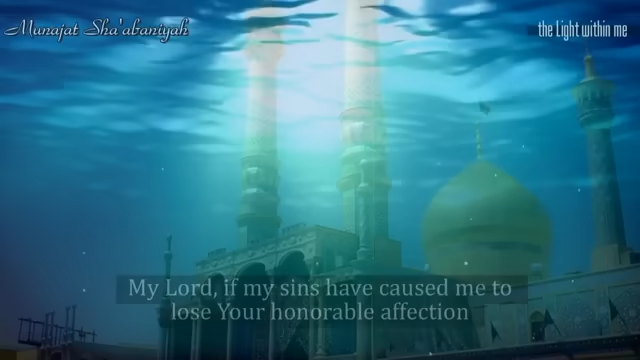 Munajat Sha'abaniyah
the Light within me
My Lord, if my sins have caused me to
lose Your honorable affection